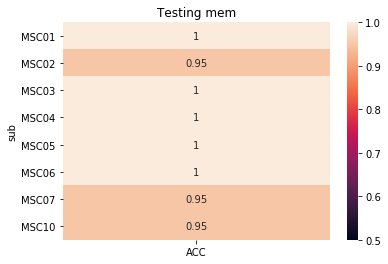 Testing mem
MSC01 1
MSC02 0.95
MSC03 1
MSC04 1
MSC05 1
MSC06 1
MSC07 0.95
MSC10 0.95
sub
ACC
1.0
0.9
0.8
0.7
0.6
0.5